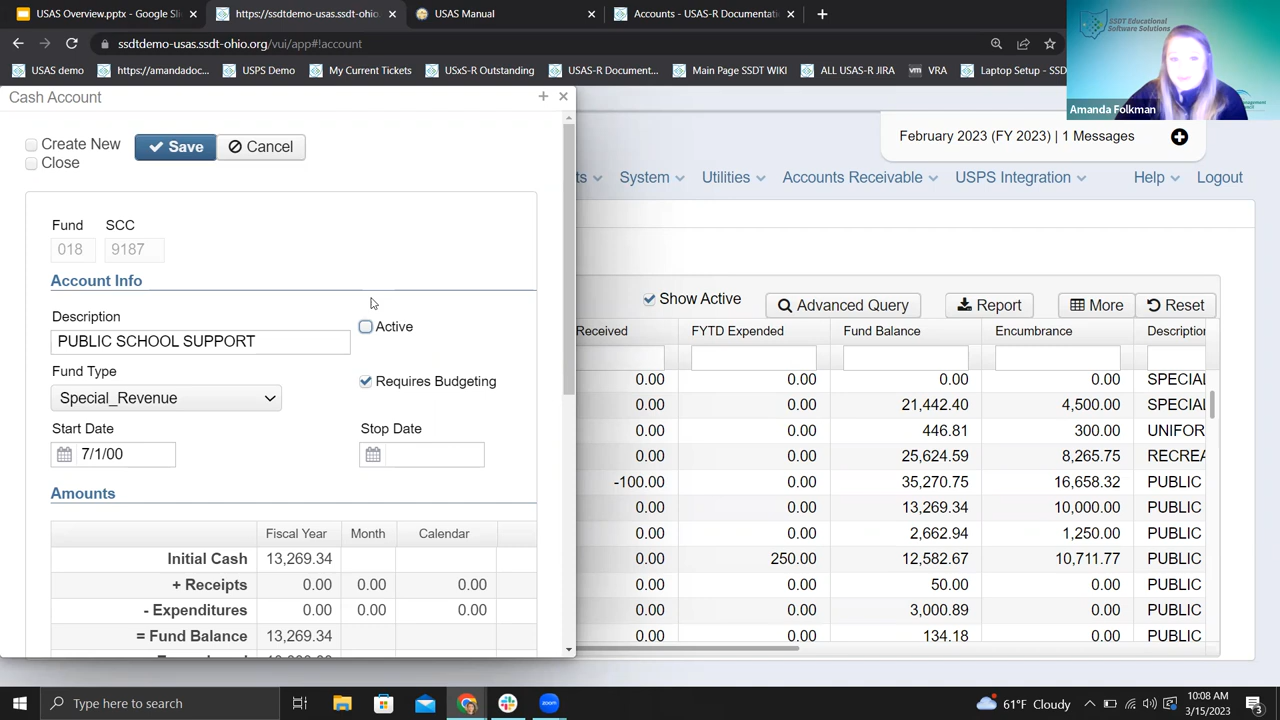 USAS Overview.pptx - Google Sli
https://ssdtdemo-usas.ssdt-ohio.
USAS Manual
Accounts - USAS-R Documentati
ssdtdemo-usas.ssdt-ohio.org/vui/app#!account
USAS demo
https://amandadoc...
USPS Demo
My Current Tickets
USxS-R Outstanding
USAS-R Document...
Main Page SSDT WIKI
ALL USAS-R JIRA
VRA
Laptop Setup - SSD
SSDT Educational
Software Solutions
Amanda Folkman
Cash Account
Create New
Close
Save
Cancel
February 2023 (FY 2023) | 1 Messages
ts
System
Utilities
Accounts Receivable
USPS Integration
Help
Logout
Fund SCC
018 9187
Account Info
Description
PUBLIC SCHOOL SUPPORT
Active
Fund Type
Special_Revenue
Requires Budgeting
Start Date
7/1/00
Stop Date
Amounts
Fiscal Year Month Calendar
Initial Cash 13,269.34
+ Receipts 0.00 0.00 0.00
- Expenditures 0.00 0.00 0.00
= Fund Balance 13,269.34
Show Active
Advanced Query
Report
More
Reset
Received FYTD Expended Fund Balance Encumbrance Description
0.00 0.00 0.00 0.00 SPECIAL
0.00 0.00 21,442.40 4,500.00 SPECIAL
0.00 0.00 446.81 300.00 UNIFOR
0.00 0.00 25,624.59 8,265.75 RECREA
-100.00 0.00 35,270.75 16,658.32 PUBLIC
0.00 0.00 13,269.34 10,000.00 PUBLIC
0.00 0.00 2,662.94 1,250.00 PUBLIC
0.00 250.00 12,582.67 10,711.77 PUBLIC
0.00 0.00 50.00 0.00 PUBLIC
0.00 0.00 3,000.89 0.00 PUBLIC
0.00 0.00 134.18 0.00 PUBLIC
Type here to search
zoom
61°F Cloudy
10:08 AM
3/15/2023
3